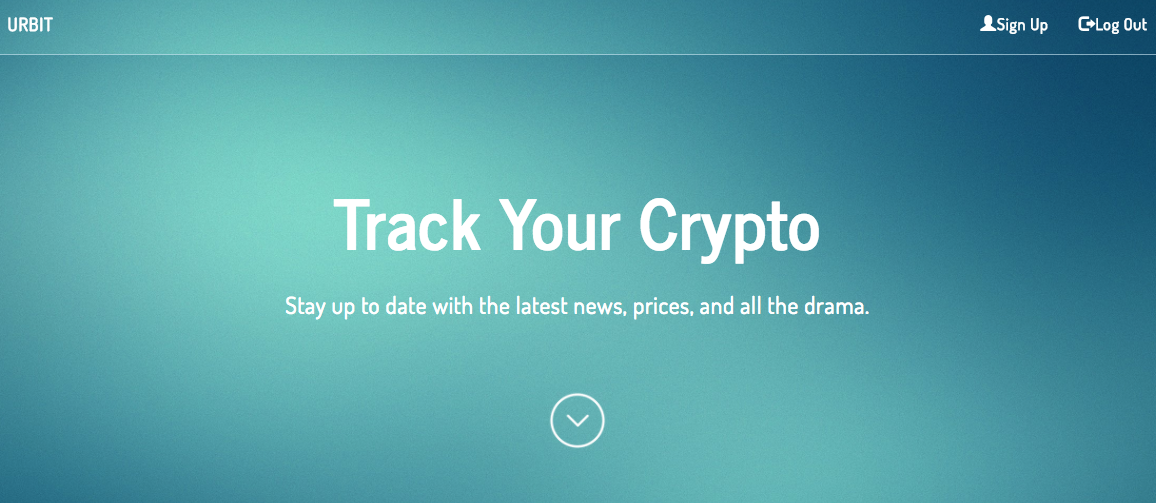 URBIT
Sign Up
Log Out
Track Your Crypto
Stay up to date with the latest news, prices, and all the drama.